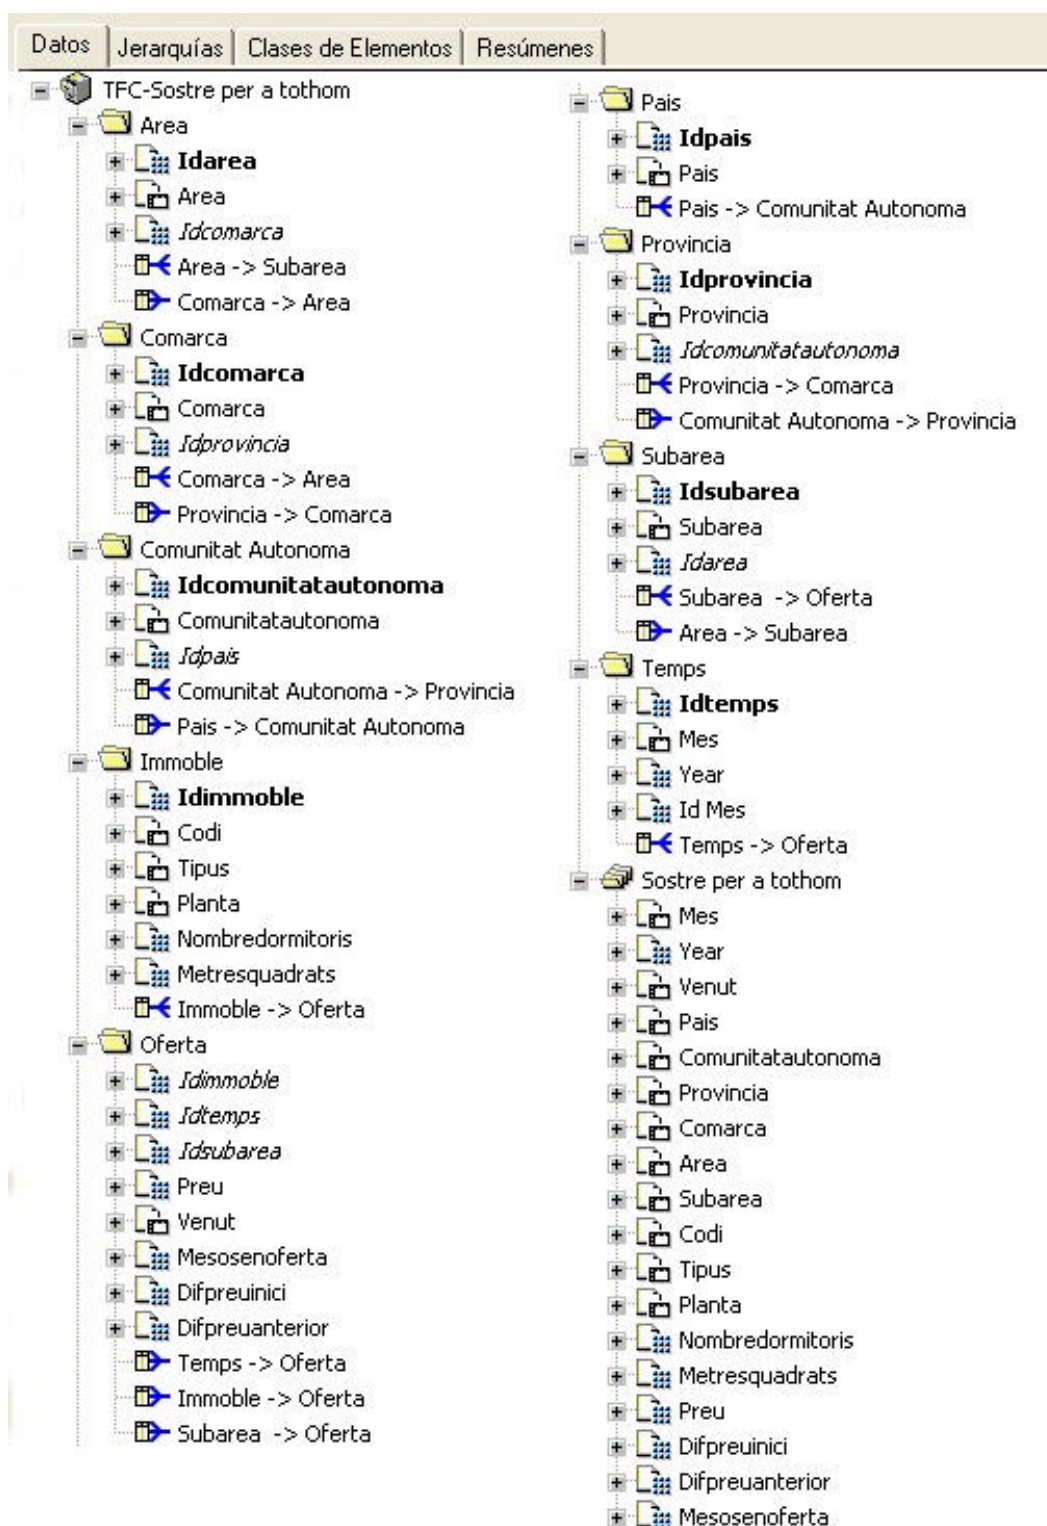 Datos
Jerarquías
Clases de Elementos
Resúmenes
TFC-Sostre per a tothom
Area
Idarea
Area
Idcomarca
Area -> Subarea
Comarca -> Area
Comarca
Idcomarca
Comarca
Idprovincia
Comarca -> Area
Provincia -> Comarca
Comunitat Autonoma
Idcomunitatautonoma
Comunitatautonoma
Idpais
Comunitat Autonoma -> Provincia
Pais -> Comunitat Autonoma
Immoble
Idimmoble
Codi
Tipus
Planta
Nombredormitoris
Metresquadrats
Immoble -> Oferta
Oferta
Idimmoble
Idtemps
Idsubarea
Preu
Venut
Mesosenoferta
Difpreuinici
Difpreuanterior
Temps -> Oferta
Immoble -> Oferta
Subarea -> Oferta
Pais
Idpais
Pais
Pais -> Comunitat Autonoma
Provincia
Idprovincia
Provincia
Idcomunitatautonoma
Provincia -> Comarca
Comunitat Autonoma -> Provincia
Subarea
Idsubarea
Subarea
Idarea
Subarea -> Oferta
Area -> Subarea
Temps
Idtemps
Mes
Year
Id Mes
Temps -> Oferta
Sostre per a tothom
Mes
Year
Venut
Pais
Comunitatautonoma
Provincia
Comarca
Area
Subarea
Codi
Tipus
Planta
Nombredormitoris
Metresquadrats
Preu
Difpreuinici
Difpreuanterior
Mesosenoferta